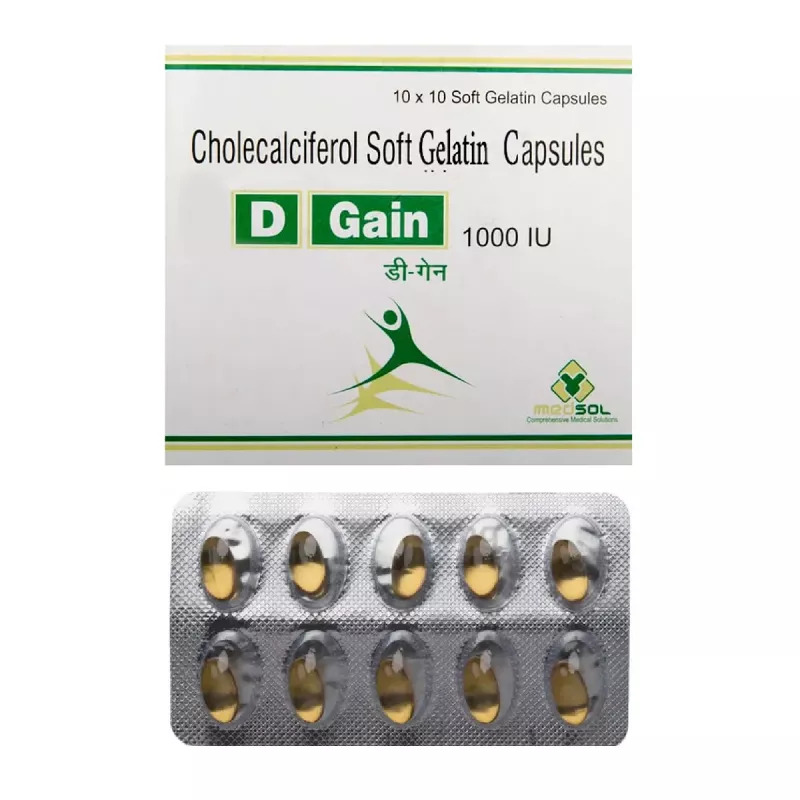 10 x 10 Soft Gelatin Capsules
Cholecalciferol Soft Gelatin Capsules
D Gain 1000 IU
डी-गेन
medSOL
Comprehensive Medical Solutions